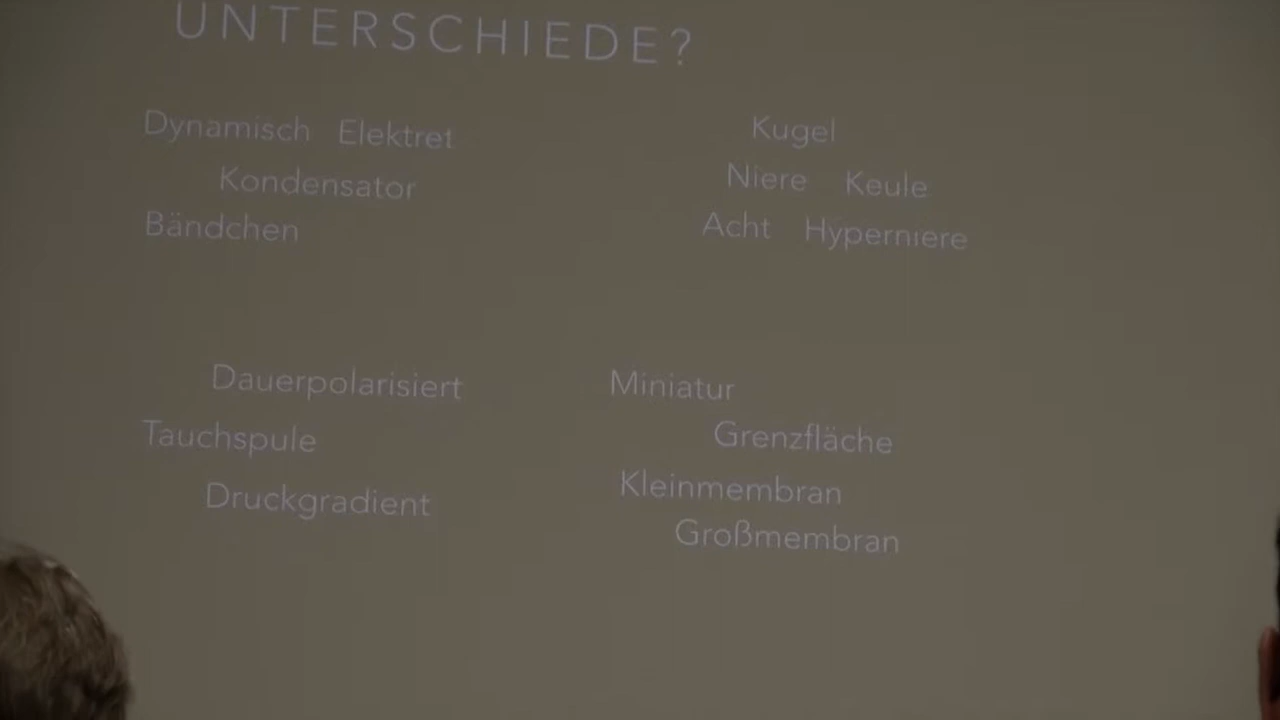 UNTERSCHIEDE?
Dynamisch Elektret
Kondensator
Bändchen
Kugel
Niere Keule
Acht Hyperniere
Dauerpolarisiert
Tauchspule
Druckgradient
Miniatur
Grenzfläche
Kleinmembran
Großmembran